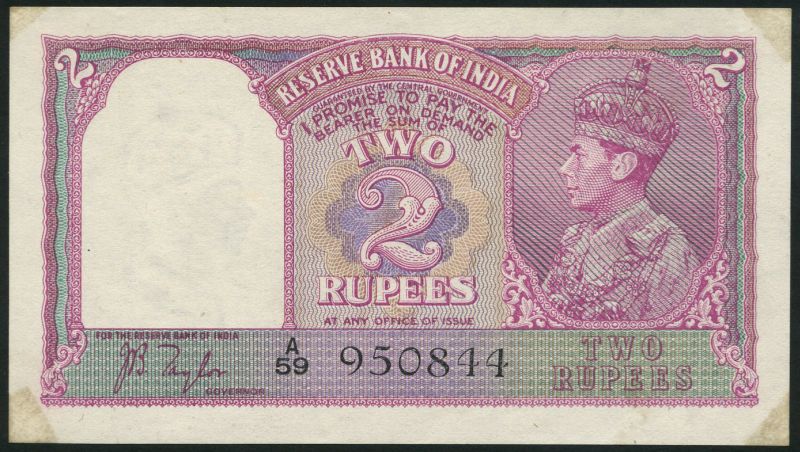 2
RESERVE BANK OF INDIA
2
GUARANTEED BY THE CENTRAL GOVERNMENT
I PROMISE TO PAY THE
BEARER ON DEMAND
THE SUM OF
TWO
2
RUPEES
AT ANY OFFICE OF ISSUE
FOR THE RESERVE BANK OF INDIA
JB Taylor
GOVERNOR
A
59
950844
TWO
RUPEES